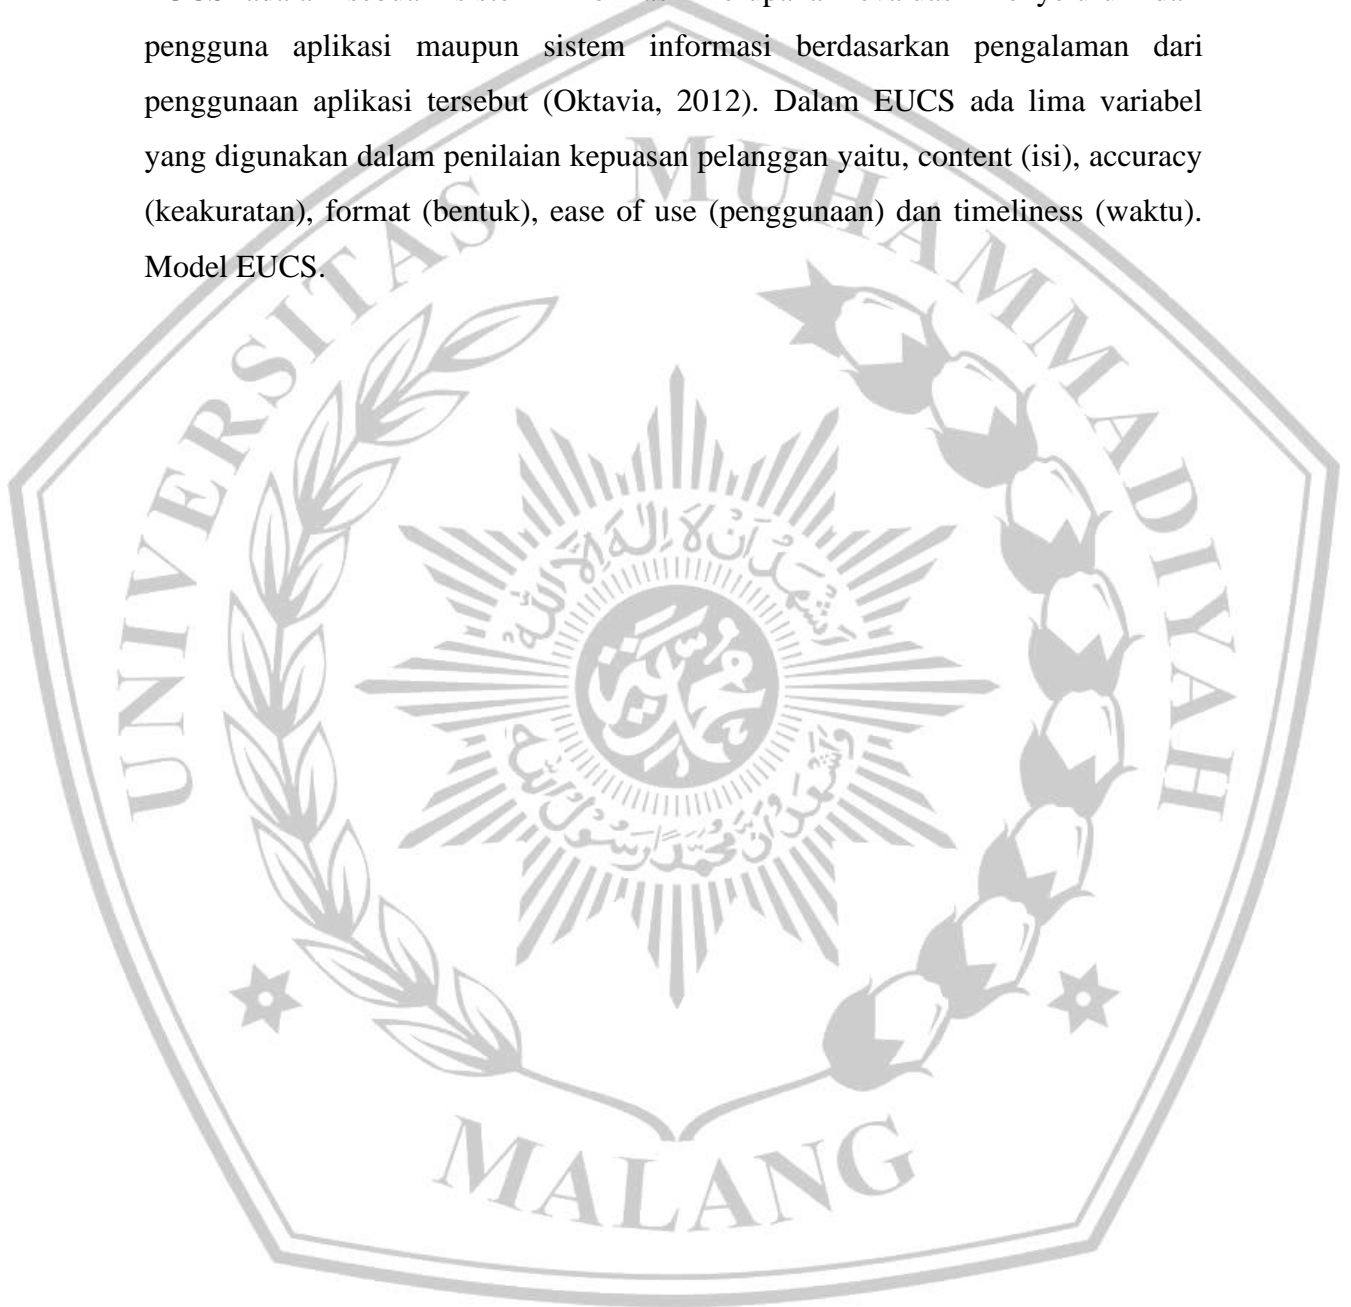 pengguna aplikasi maupun sistem informasi berdasarkan pengalaman dari
penggunaan aplikasi tersebut (Oktavia, 2012). Dalam EUCS ada lima variabel
yang digunakan dalam penilaian kepuasan pelanggan yaitu, content (isi), accuracy
(keakuratan), format (bentuk), ease of use (penggunaan) dan timeliness (waktu).
Model EUCS.
UNIVERSITAS MUHAMMADIYAH
MALANG